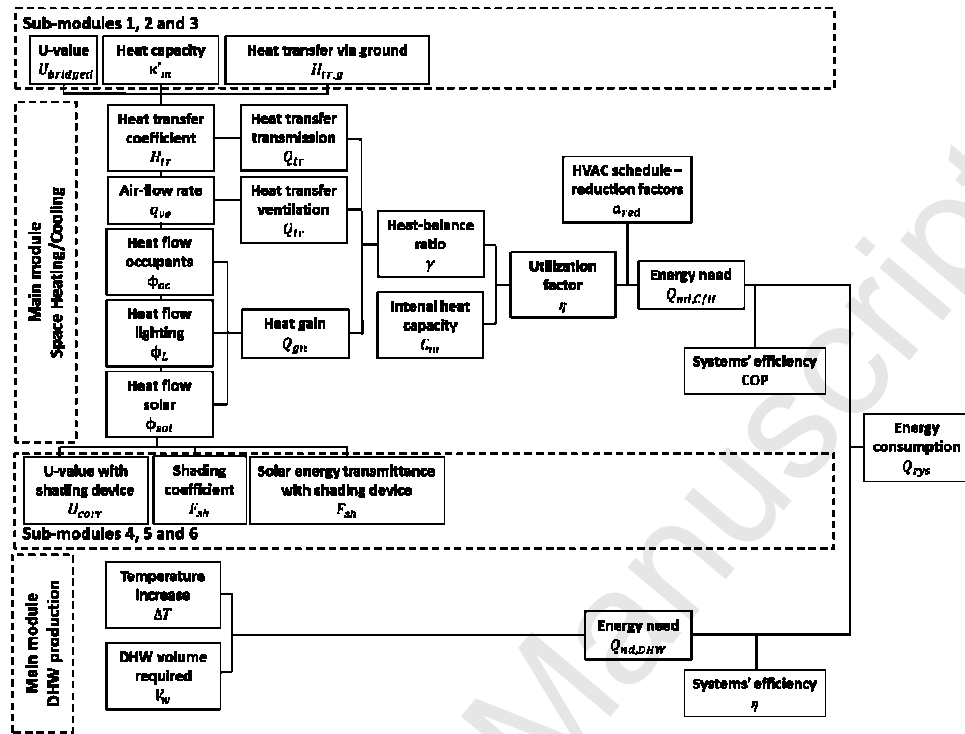 Sub-modules 1, 2 and 3
U-value
U_bridged
Heat capacity
κ'_m
Heat transfer via ground
H_tr,g
Main module
Space Heating/Cooling
Heat transfer
coefficient
H_tr
Heat transfer
transmission
Q_tr
Air-flow rate
q_ve
Heat transfer
ventilation
Q_tr
Heat flow
occupants
Φ_oc
Heat flow
lighting
Φ_L
Heat flow
solar
Φ_sol
Heat gain
Q_gn
Heat-balance
ratio
γ
Internal heat
capacity
C_m
Utilization
factor
η
HVAC schedule –
reduction factors
a_red
Energy need
Q_nd,C/H
Systems' efficiency
COP
Energy
consumption
Q_sys
U-value with
shading device
U_corr
Shading
coefficient
F_sh
Solar energy transmittance
with shading device
F_sh
Sub-modules 4, 5 and 6
Main module
DHW production
Temperature
increase
ΔT
DHW volume
required
V_w
Energy need
Q_nd,DHW
Systems' efficiency
η
Manuscript